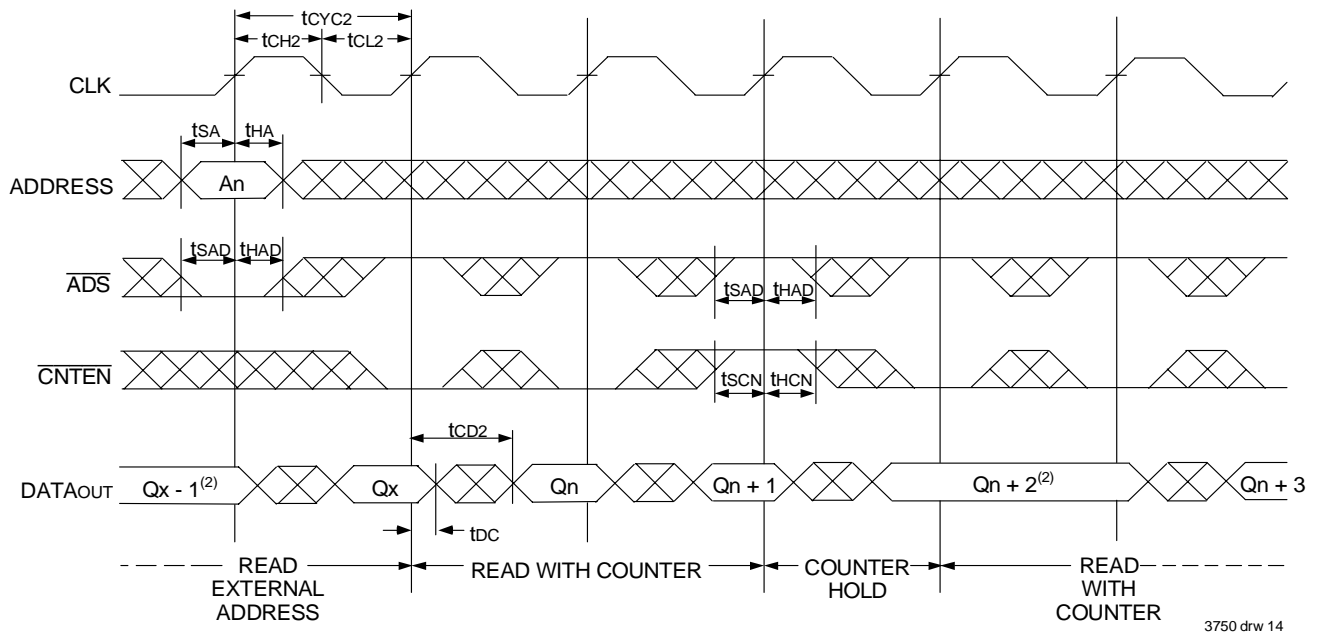 tCYC2
tCH2 tCL2
CLK
tSA tHA
ADDRESS An
tSAD tHAD
ADS
tSAD tHAD
CNTEN
tSCN tHCN
tCD2
DATAOUT Qx - 1(2) Qx Qn Qn + 1 Qn + 2(2) Qn + 3
tDC
READ EXTERNAL ADDRESS
READ WITH COUNTER
COUNTER HOLD
READ WITH COUNTER
3750 drw 14